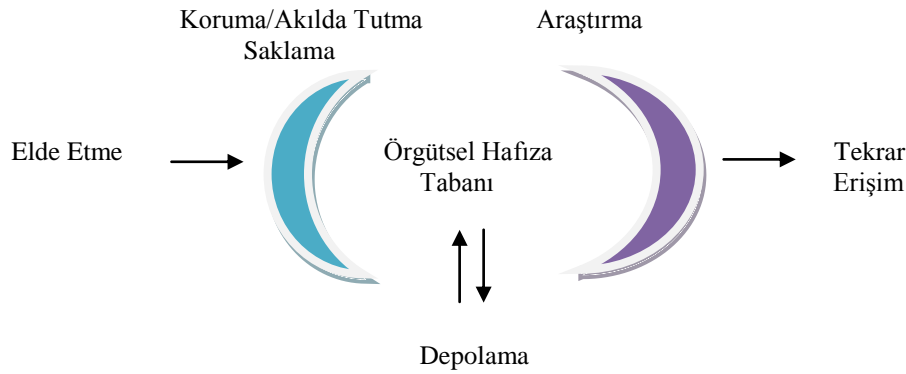 Koruma/Akılda Tutma
Saklama
Araştırma
Elde Etme
Örgütsel Hafıza
Tabanı
Tekrar
Erişim
Depolama